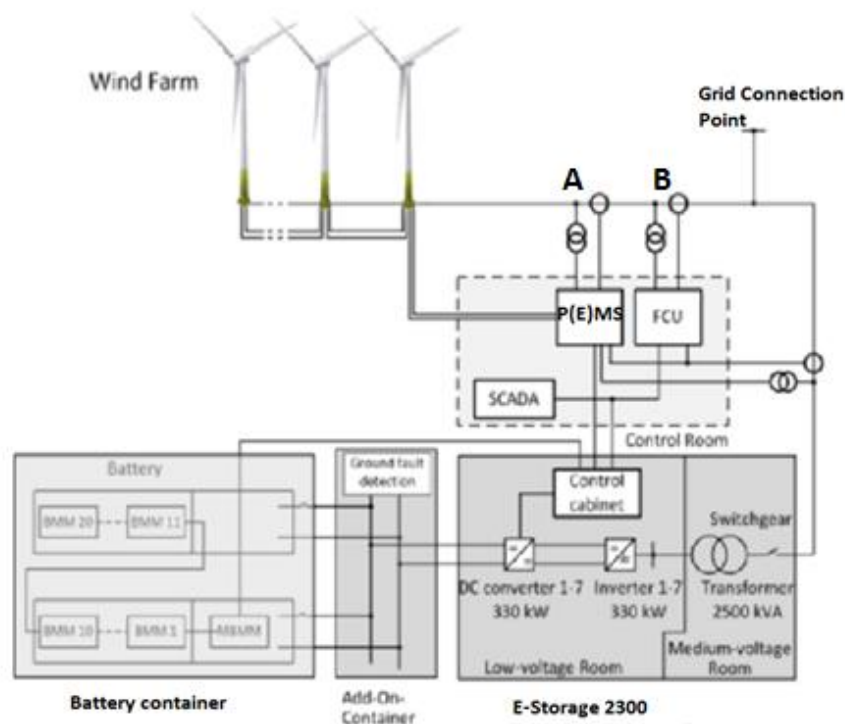 Wind Farm
Grid Connection
Point
A
B
P(E)MS
FCU
SCADA
Control Room
Battery
Ground fault
detection
Control
cabinet
Switchgear
BMM 20
BMM 11
DC converter 1-7
330 kW
Inverter 1-7
330 kW
Transformer
2500 kVA
BMM 10
BMM 1
MBMM
Low-voltage Room
Medium-voltage
Room
Battery container
Add-On-
Container
E-Storage 2300